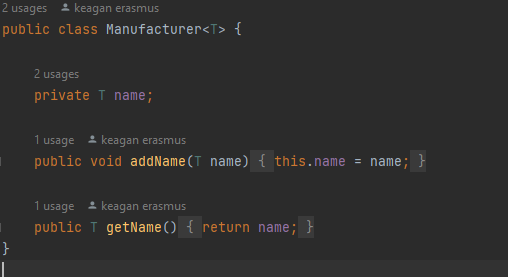 2 usages keagan erasmus
public class Manufacturer<T> {
2 usages
private T name;
1 usage keagan erasmus
public void addName(T name) { this.name = name; }
1 usage keagan erasmus
public T getName() { return name; }
}